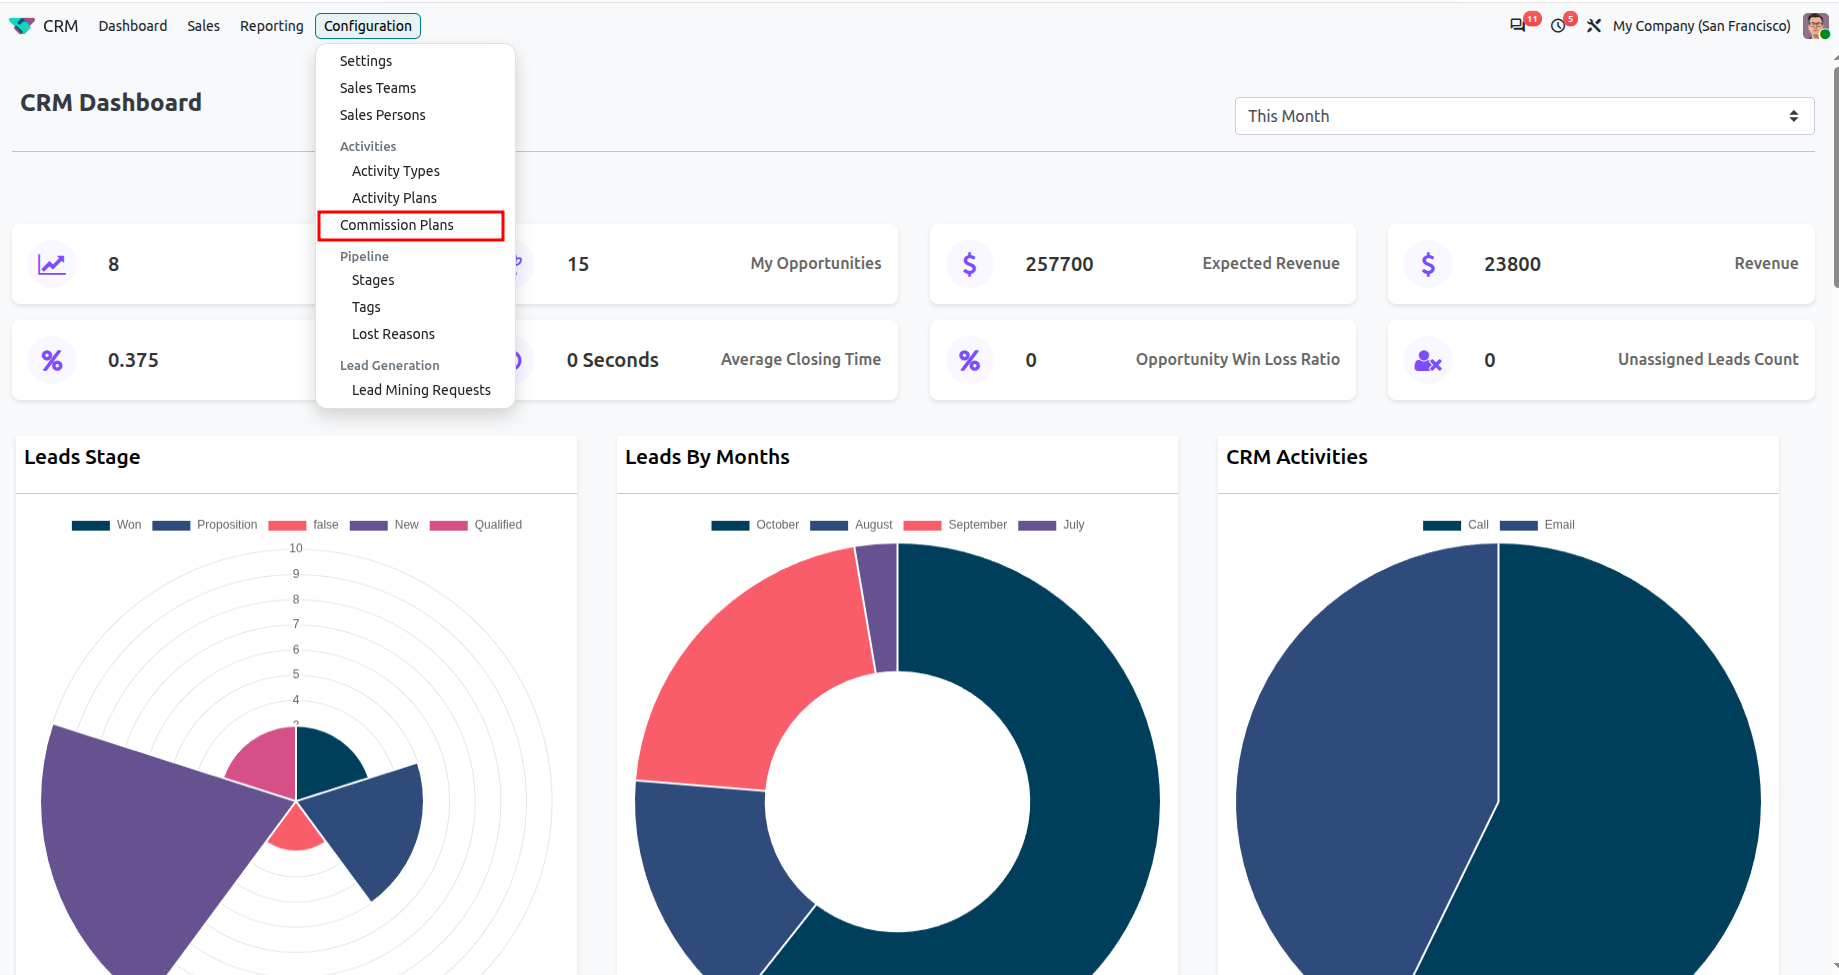 CRM Dashboard Sales Reporting Configuration 11 5 My Company (San Francisco)
Settings
Sales Teams
Sales Persons
Activities
Activity Types
Activity Plans
Commission Plans
Pipeline
Stages
Tags
Lost Reasons
Lead Generation
Lead Mining Requests
CRM Dashboard
This Month
8
15 My Opportunities
$ 257700 Expected Revenue
$ 23800 Revenue
% 0.375
0 Seconds Average Closing Time
% 0 Opportunity Win Loss Ratio
0 Unassigned Leads Count
Leads Stage
Won Proposition false New Qualified
10
9
8
7
6
5
4
Leads By Months
October August September July
CRM Activities
Call Email